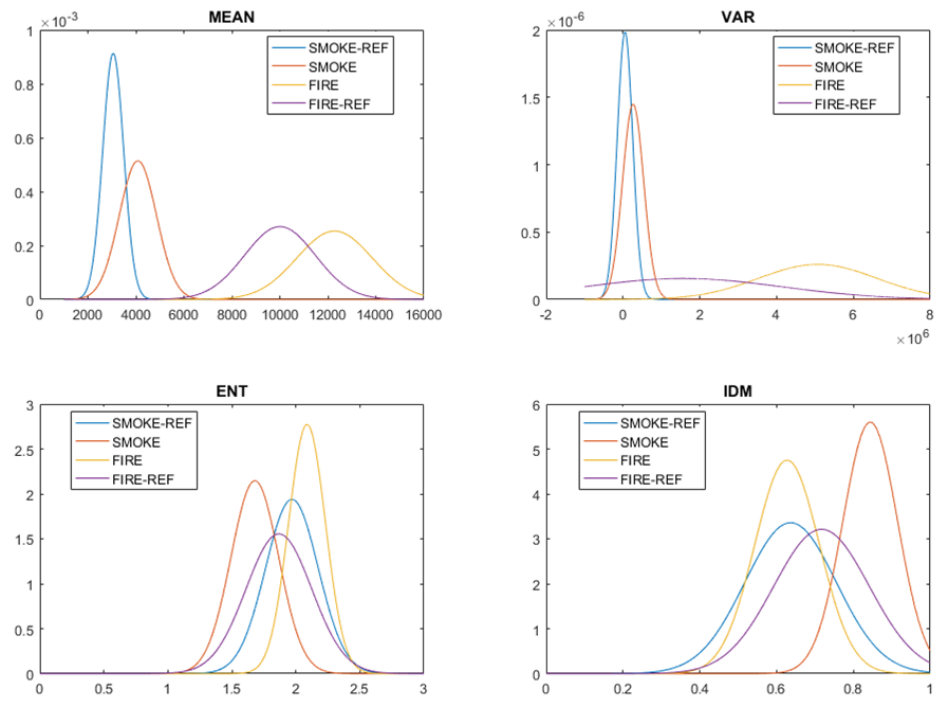 MEAN
×10⁻³
1
0.8
0.6
0.4
0.2
0
0 2000 4000 6000 8000 10000 12000 14000 16000
SMOKE-REF
SMOKE
FIRE
FIRE-REF
VAR
×10⁻⁶
2
1.5
1
0.5
0
-2 0 2 4 6 8
×10⁶
SMOKE-REF
SMOKE
FIRE
FIRE-REF
ENT
3
2.5
2
1.5
1
0.5
0
0 0.5 1 1.5 2 2.5 3
SMOKE-REF
SMOKE
FIRE
FIRE-REF
IDM
6
5
4
3
2
1
0
0 0.2 0.4 0.6 0.8 1
SMOKE-REF
SMOKE
FIRE
FIRE-REF